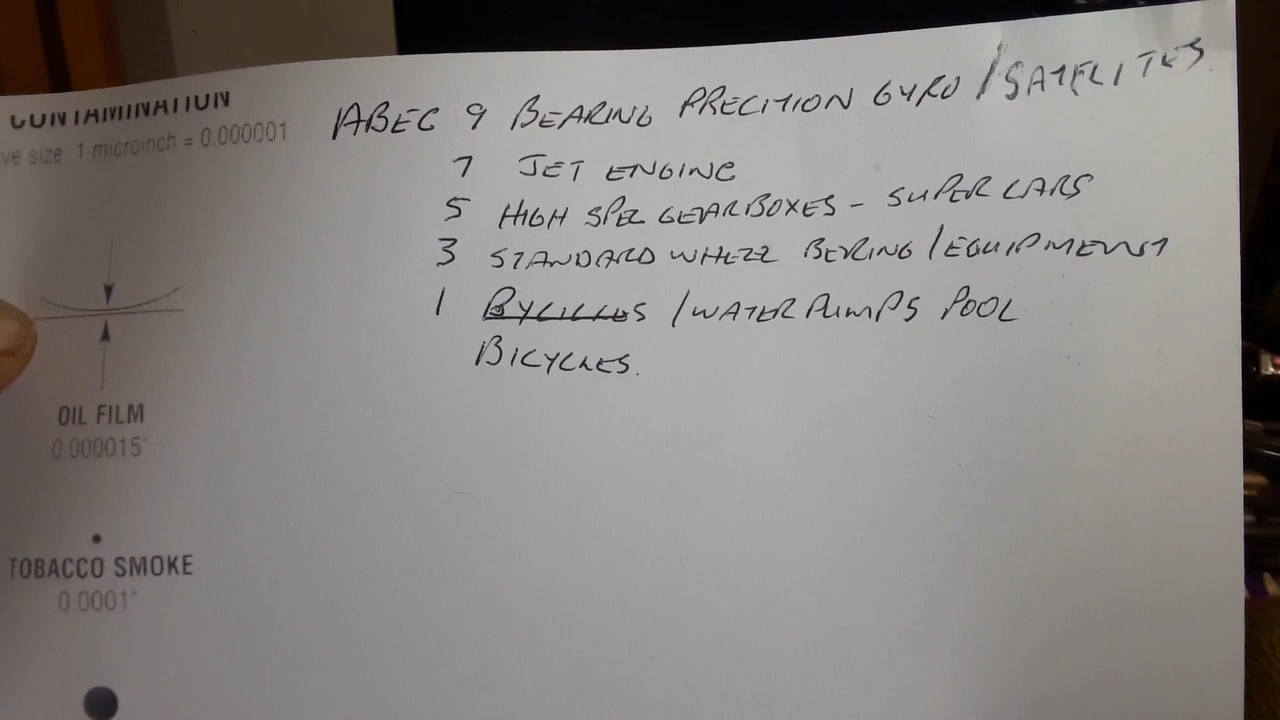 CONTAMINATION
ve size. 1 microinch = 0.000001
ABEC 9 BEARING PRECITION GYRO / SATELITES.
7 JET ENGINE
5 HIGH SPEC GEARBOXES - SUPER CARS
3 STANDARD WHEEL BERING / EQUIPMENT
1 BYCICLES / WATER PUMPS POOL
BICYCLES.
OIL FILM
0.000015"
TOBACCO SMOKE
0.0001"